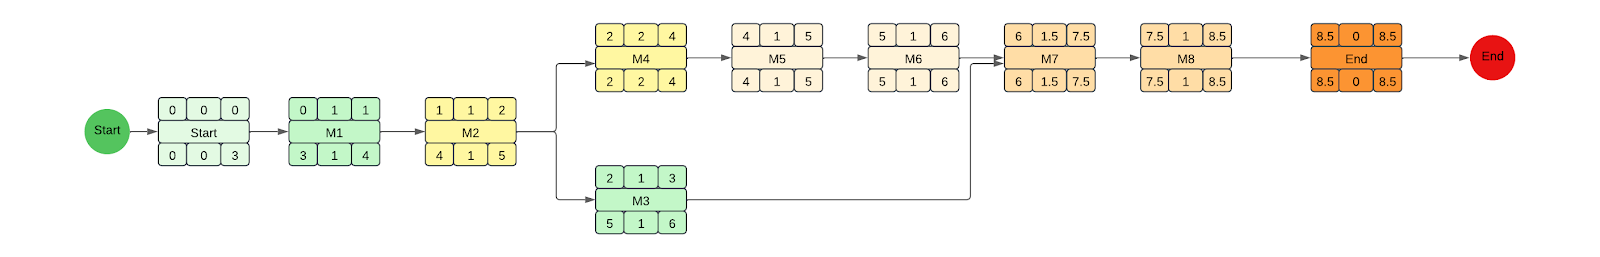 Start
0 0 0
Start
0 0 3
0 1 1
M1
3 1 4
1 1 2
M2
4 1 5
2 2 4
M4
2 2 4
2 1 3
M3
5 1 6
4 1 5
M5
4 1 5
5 1 6
M6
5 1 6
6 1.5 7.5
M7
6 1.5 7.5
7.5 1 8.5
M8
7.5 1 8.5
8.5 0 8.5
End
8.5 0 8.5
End